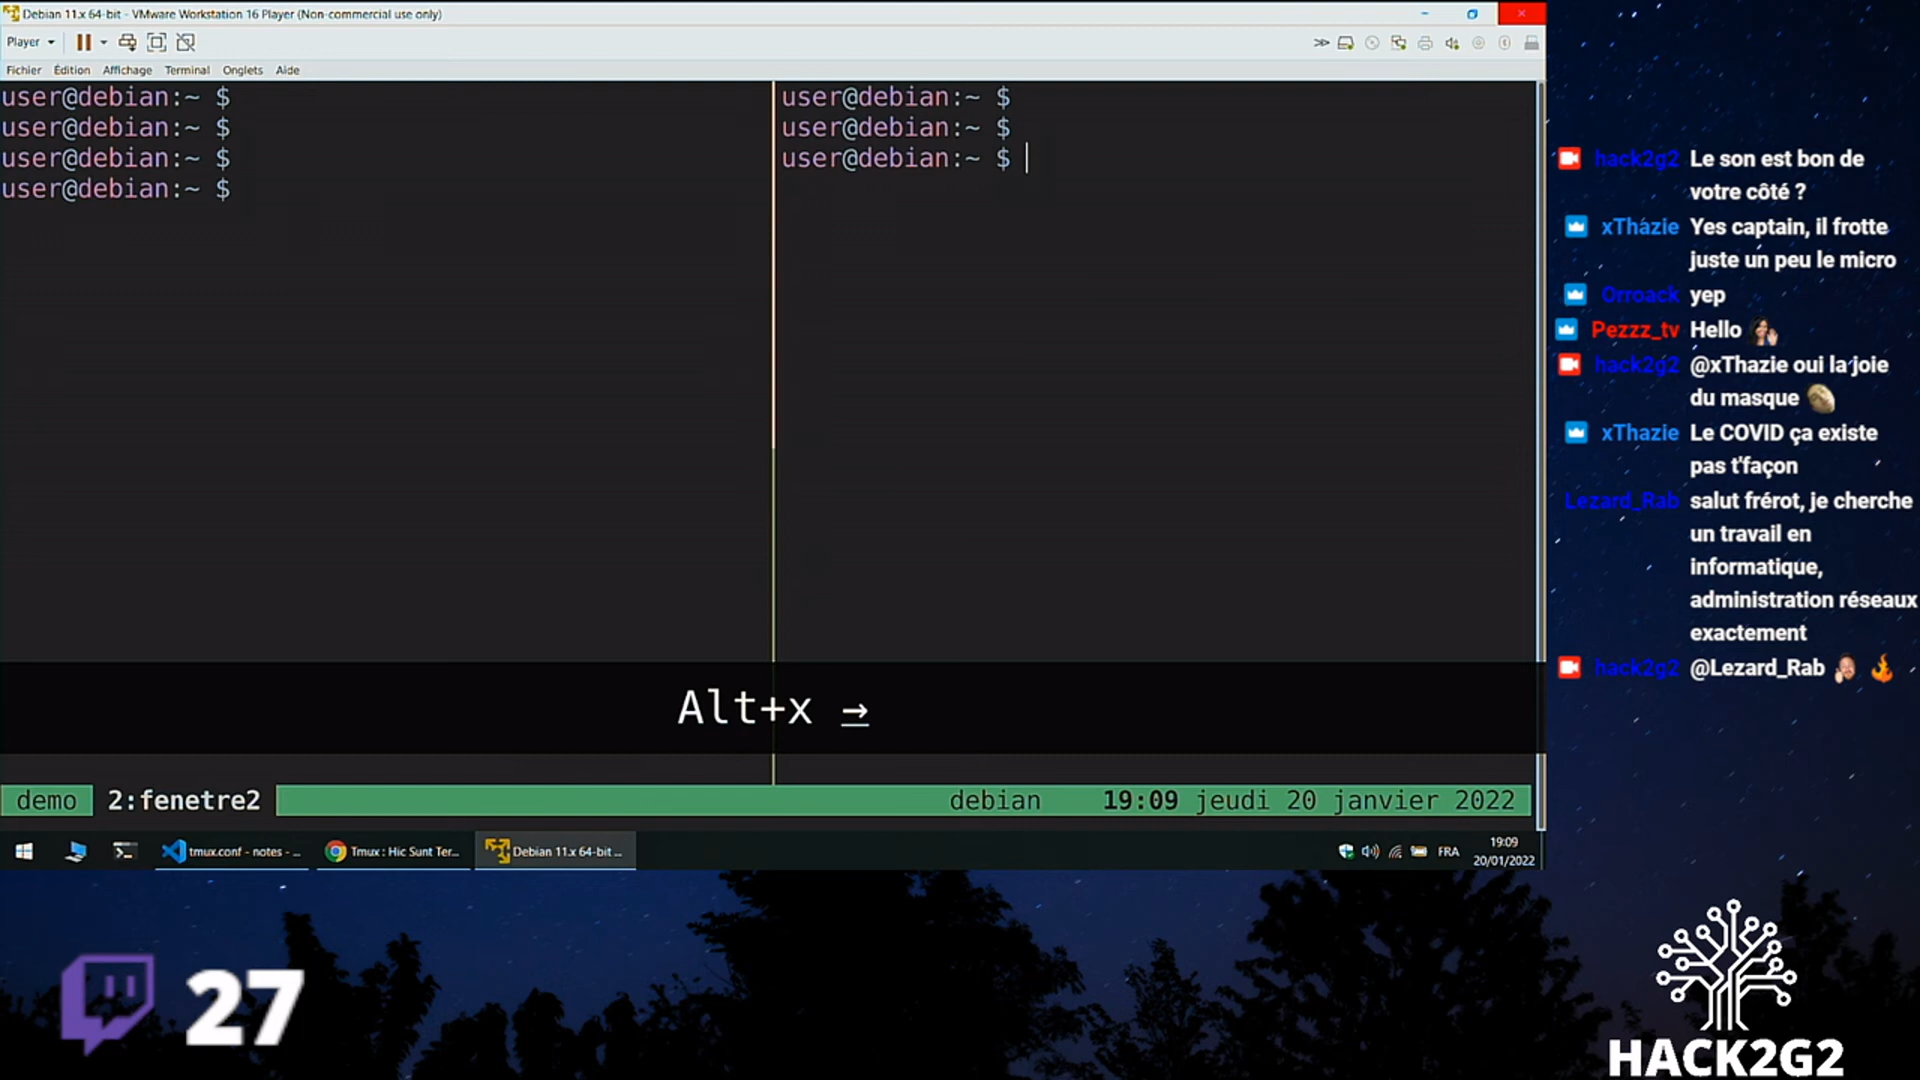 Debian 11.x 64-bit - VMware Workstation 16 Player (Non-commercial use only)
Player
Fichier Édition Affichage Terminal Onglets Aide
user@debian:~ $
user@debian:~ $
user@debian:~ $
user@debian:~ $
user@debian:~ $
user@debian:~ $
user@debian:~ $
Alt+x →
demo 2:fenetre2 debian 19:09 jeudi 20 janvier 2022
tmux.conf - notes - ...
Tmux : Hic Sunt Ter...
Debian 11.x 64-bit ...
FRA
19:09
20/01/2022
hack2g2 Le son est bon de
votre côté ?
xThazie Yes captain, il frotte
juste un peu le micro
Orroack yep
Pezzz_tv Hello
hack2g2 @xThazie oui la joie
du masque
xThazie Le COVID ça existe
pas t'façon
Lezard_Rab salut frérot, je cherche
un travail en
informatique,
administration réseaux
exactement
hack2g2 @Lezard_Rab
27
HACK2G2